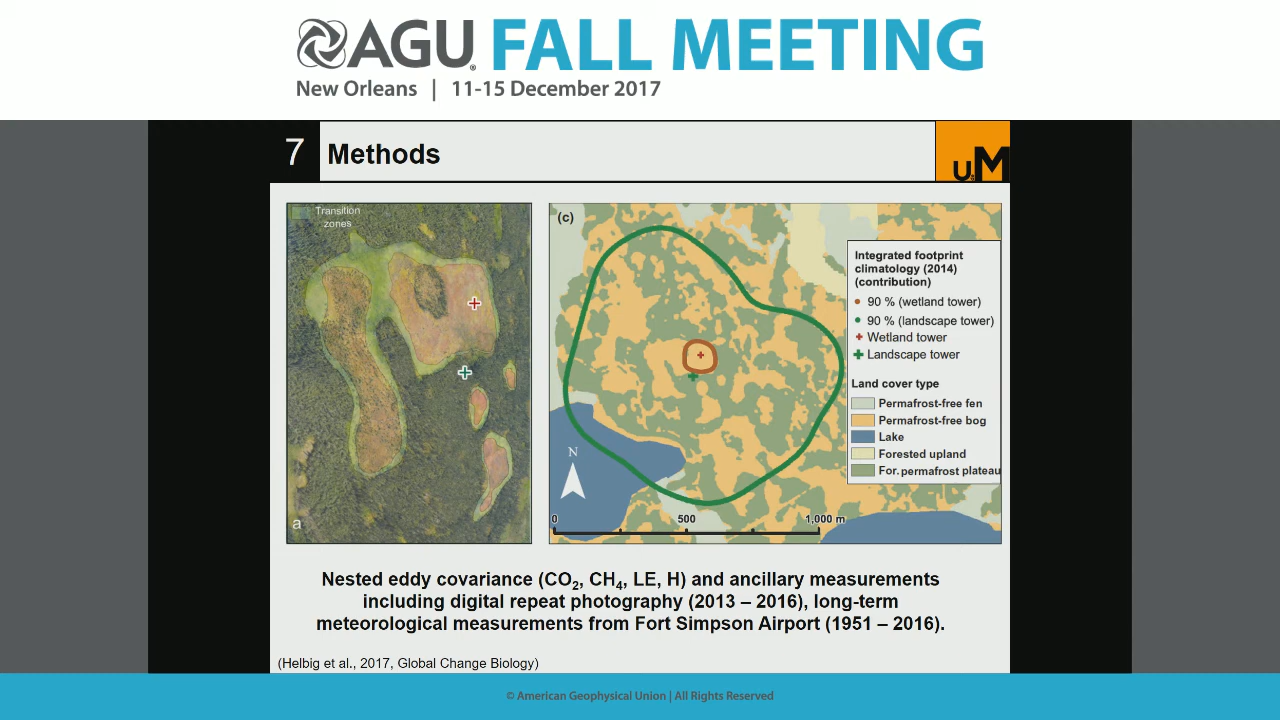 AGU FALL MEETING
New Orleans | 11-15 December 2017
7 Methods
U de M
Transition
zones
a
(c)
Integrated footprint
climatology (2014)
(contribution)
90 % (wetland tower)
90 % (landscape tower)
Wetland tower
Landscape tower
Land cover type
Permafrost-free fen
Permafrost-free bog
Lake
Forested upland
For. permafrost plateau
N
0 500 1,000 m
Nested eddy covariance (CO₂, CH₄, LE, H) and ancillary measurements
including digital repeat photography (2013 – 2016), long-term
meteorological measurements from Fort Simpson Airport (1951 – 2016).
(Helbig et al., 2017, Global Change Biology)
© American Geophysical Union | All Rights Reserved